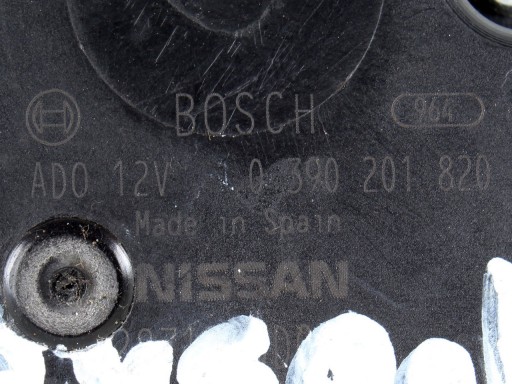 BOSCH 964
ADO 12V 0 390 201 820
Made in Spain
NISSAN